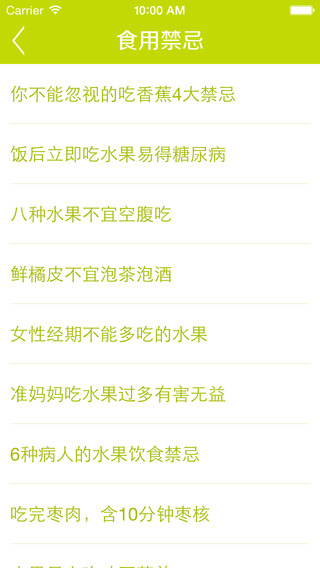 Carrier 10:00 AM
食用禁忌
你不能忽视的吃香蕉4大禁忌
饭后立即吃水果易得糖尿病
八种水果不宜空腹吃
鲜橘皮不宜泡茶泡酒
女性经期不能多吃的水果
准妈妈吃水果过多有害无益
6种病人的水果饮食禁忌
吃完枣肉，含10分钟枣核